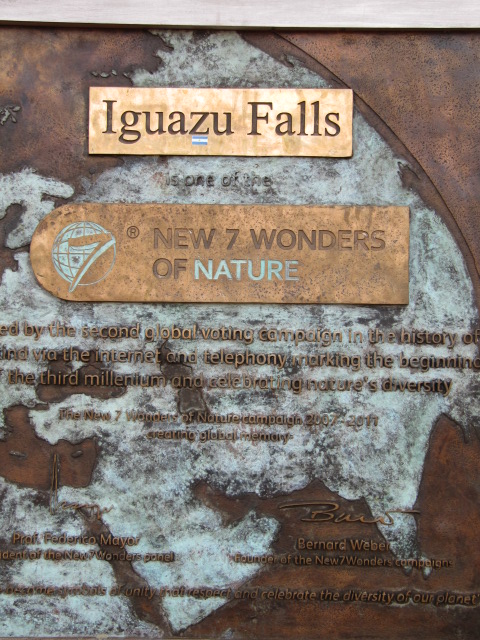 Iguazu Falls
is one of the
® NEW 7 WONDERS
OF NATURE
ed by the second global voting campaign in the history of
ind via the internet and telephony, marking the beginning
the third millenium and celebrating nature's diversity
The New 7 Wonders of Nature campaign 2007-2011
creating global memory
Prof. Federico Mayor
ident of the New7Wonders panel
Bernard Weber
Founder of the New7Wonders campaigns
symbols of unity that respect and celebrate the diversity of our planet